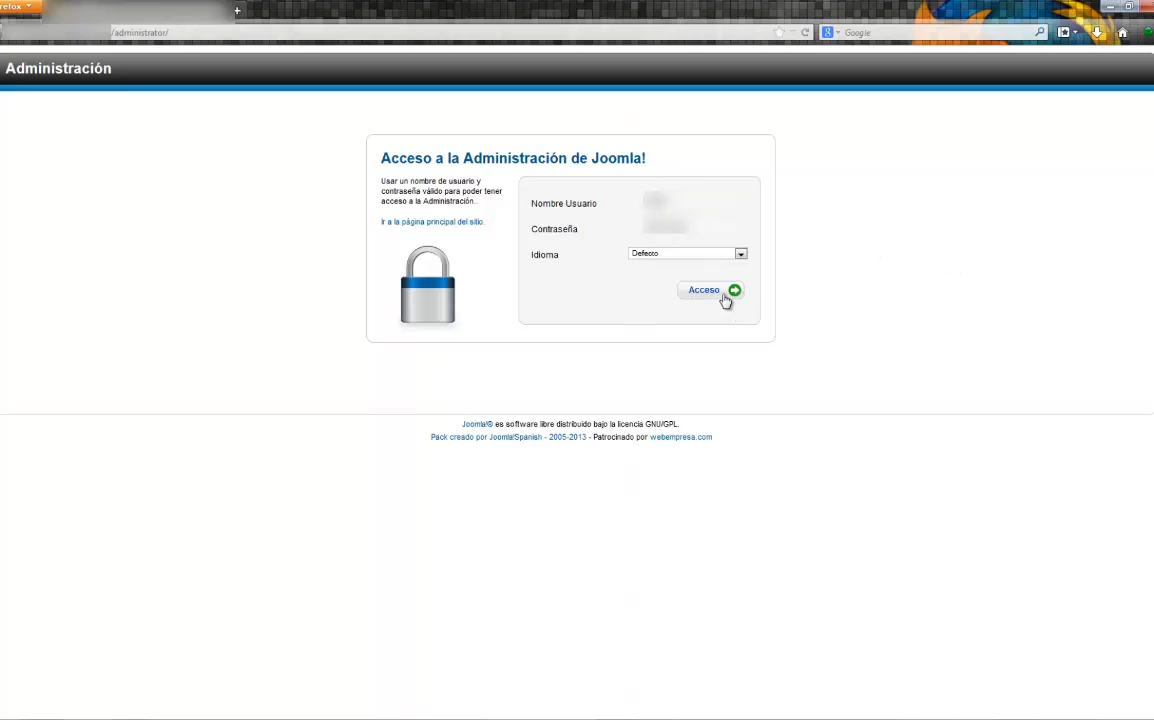 /administrator/
Google
Administración
Acceso a la Administración de Joomla!
Usar un nombre de usuario y
contraseña válido para poder tener
acceso a la Administración..
Ir a la página principal del sitio.
Nombre Usuario
Contraseña
Idioma
Defecto
Acceso
Joomla!® es software libre distribuido bajo la licencia GNU/GPL.
Pack creado por Joomla!Spanish - 2005-2013 - Patrocinado por webempresa.com